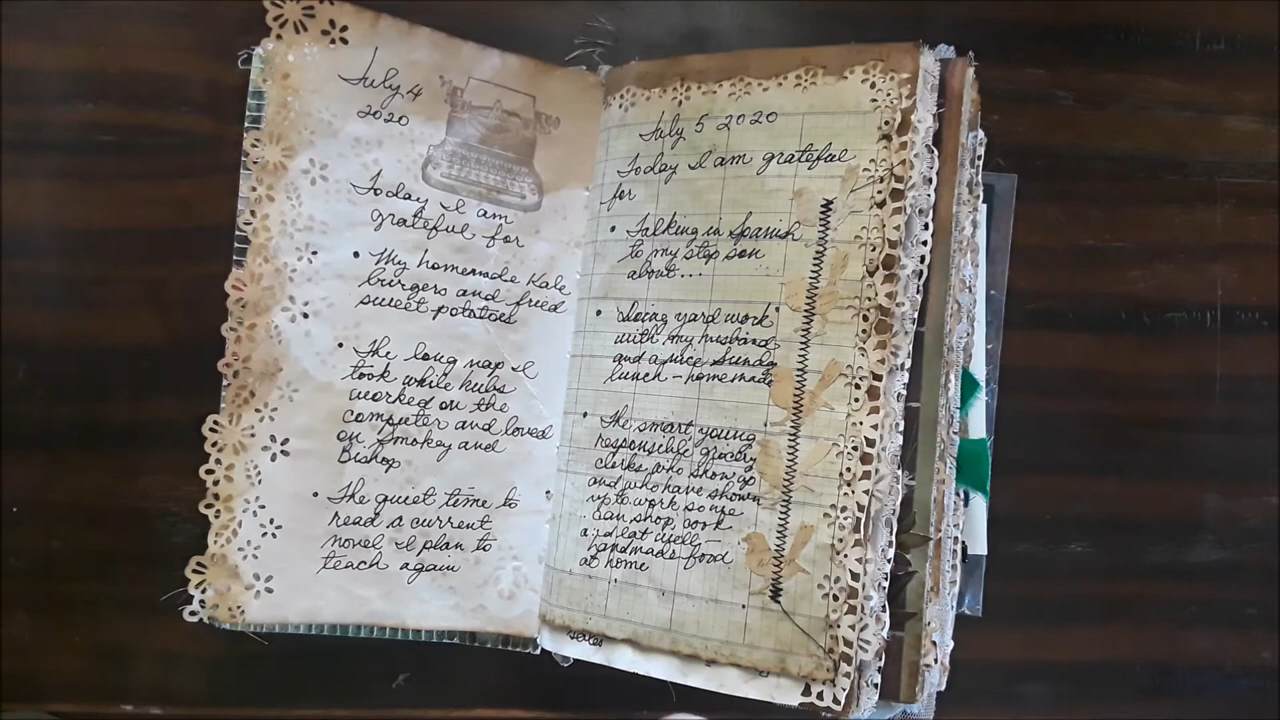 July 4
2020
Today I am
grateful for
• My homemade Kale
burgers and fried
sweet potatoes
• The long nap I
took while hubs
worked on the
computer and loved
on Smokey and
Bishop
• The quiet time to
read a current
novel I plan to
teach again
July 5 2020
Today I am grateful
for
• Talking in Spanish
to my step son
about...
• Doing yard work
with my husband
and a nice Sunday
lunch - homemade
• The smart young
responsible grocery
clerks who show up
and who have shown
up to work so we
can shop, cook
and eat well -
handmade food
at home